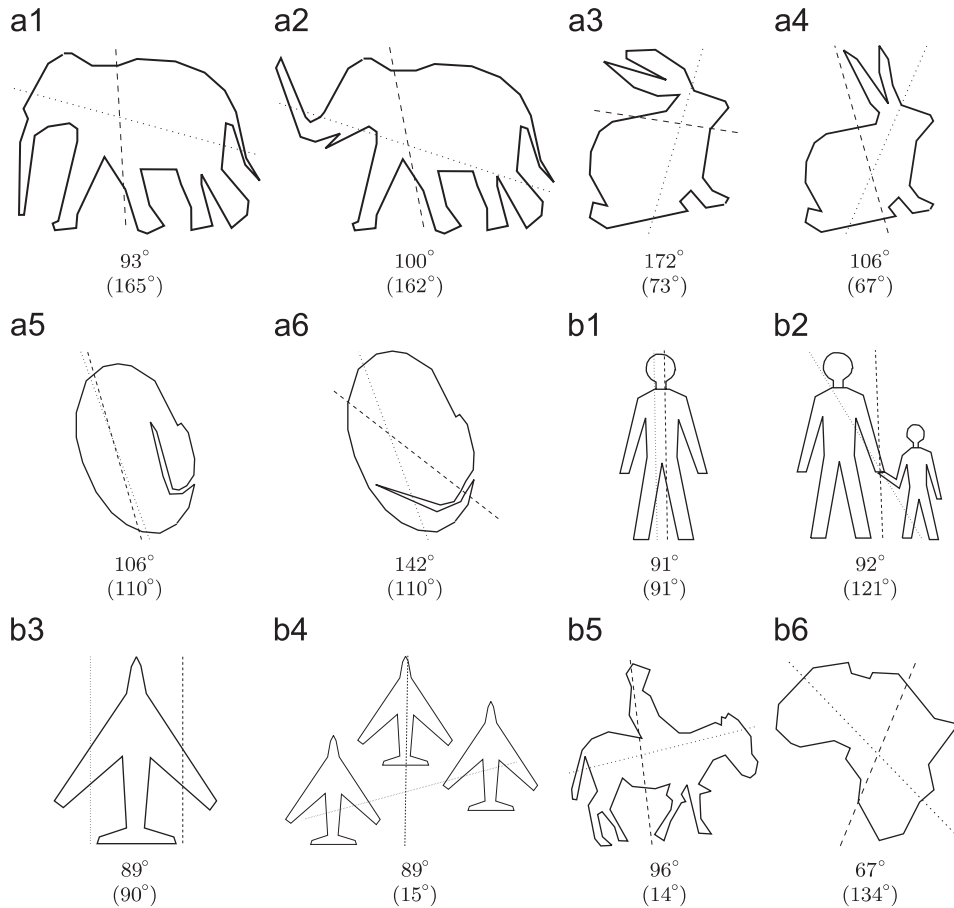 a1 a2 a3 a4
93° 100° 172° 106°
(165°) (162°) (73°) (67°)
a5 a6 b1 b2
106° 142° 91° 92°
(110°) (110°) (91°) (121°)
b3 b4 b5 b6
89° 89° 96° 67°
(90°) (15°) (14°) (134°)